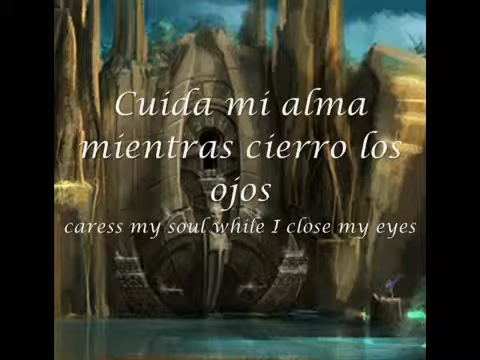 Cuida mi alma
mientras cierro los
ojos
caress my soul while I close my eyes